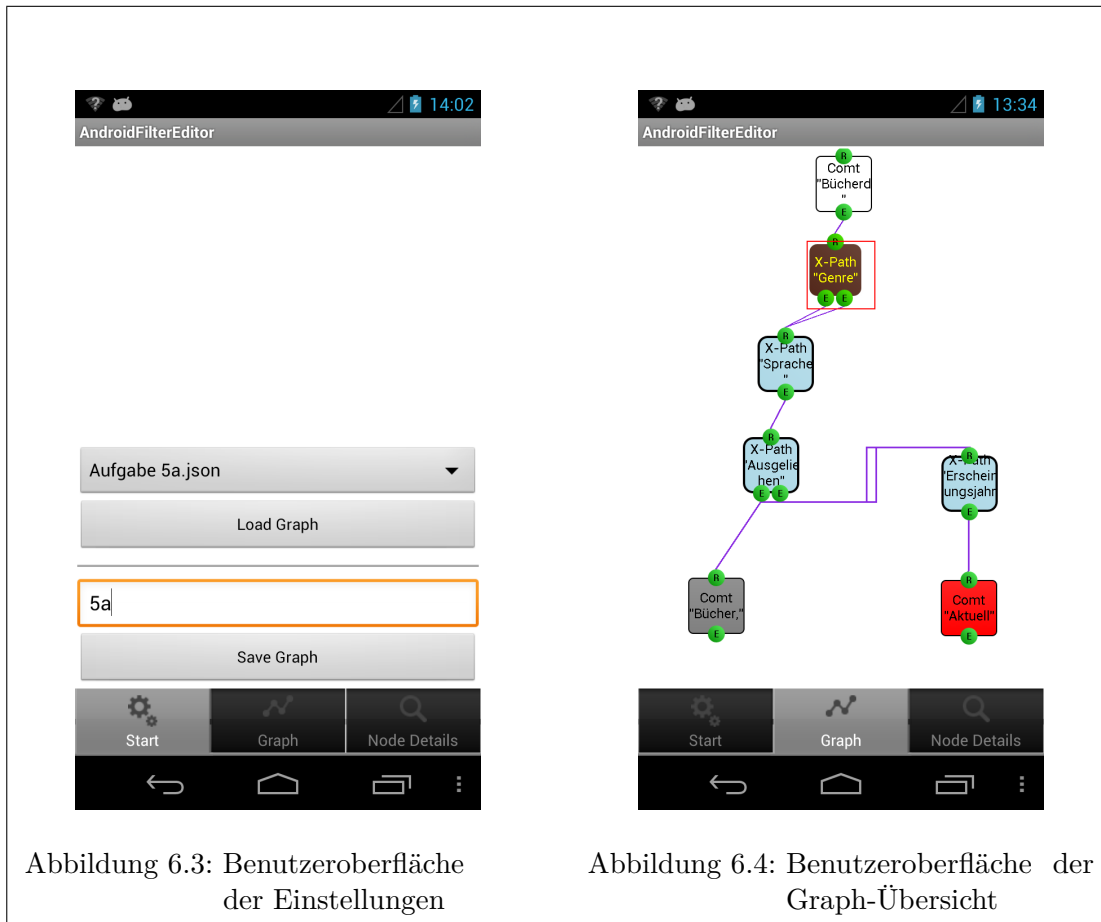 14:02
AndroidFilterEditor
Aufgabe 5a.json
Load Graph
5a
Save Graph
Start
Graph
Node Details
Abbildung 6.3: Benutzeroberfläche
der Einstellungen
13:34
AndroidFilterEditor
R
Comt
"Bücherd
"
E
R
X-Path
"Genre"
E E
R
X-Path
"Sprache
"
E
R
X-Path
"Ausgelie
hen"
E E
R
X-Path
"Erschein
ungsjahr
E
R
Comt
"Bücher,"
E
R
Comt
"Aktuell"
E
Start
Graph
Node Details
Abbildung 6.4: Benutzeroberfläche der
Graph-Übersicht